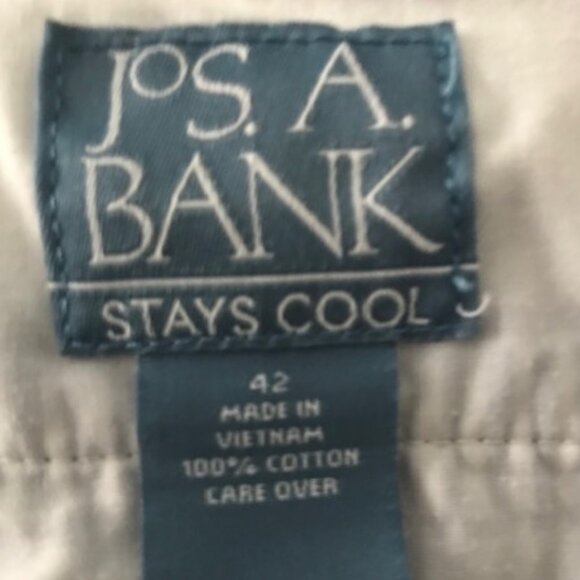 JOS. A.
BANK
STAYS COOL
42
MADE IN
VIETNAM
100% COTTON
CARE OVER